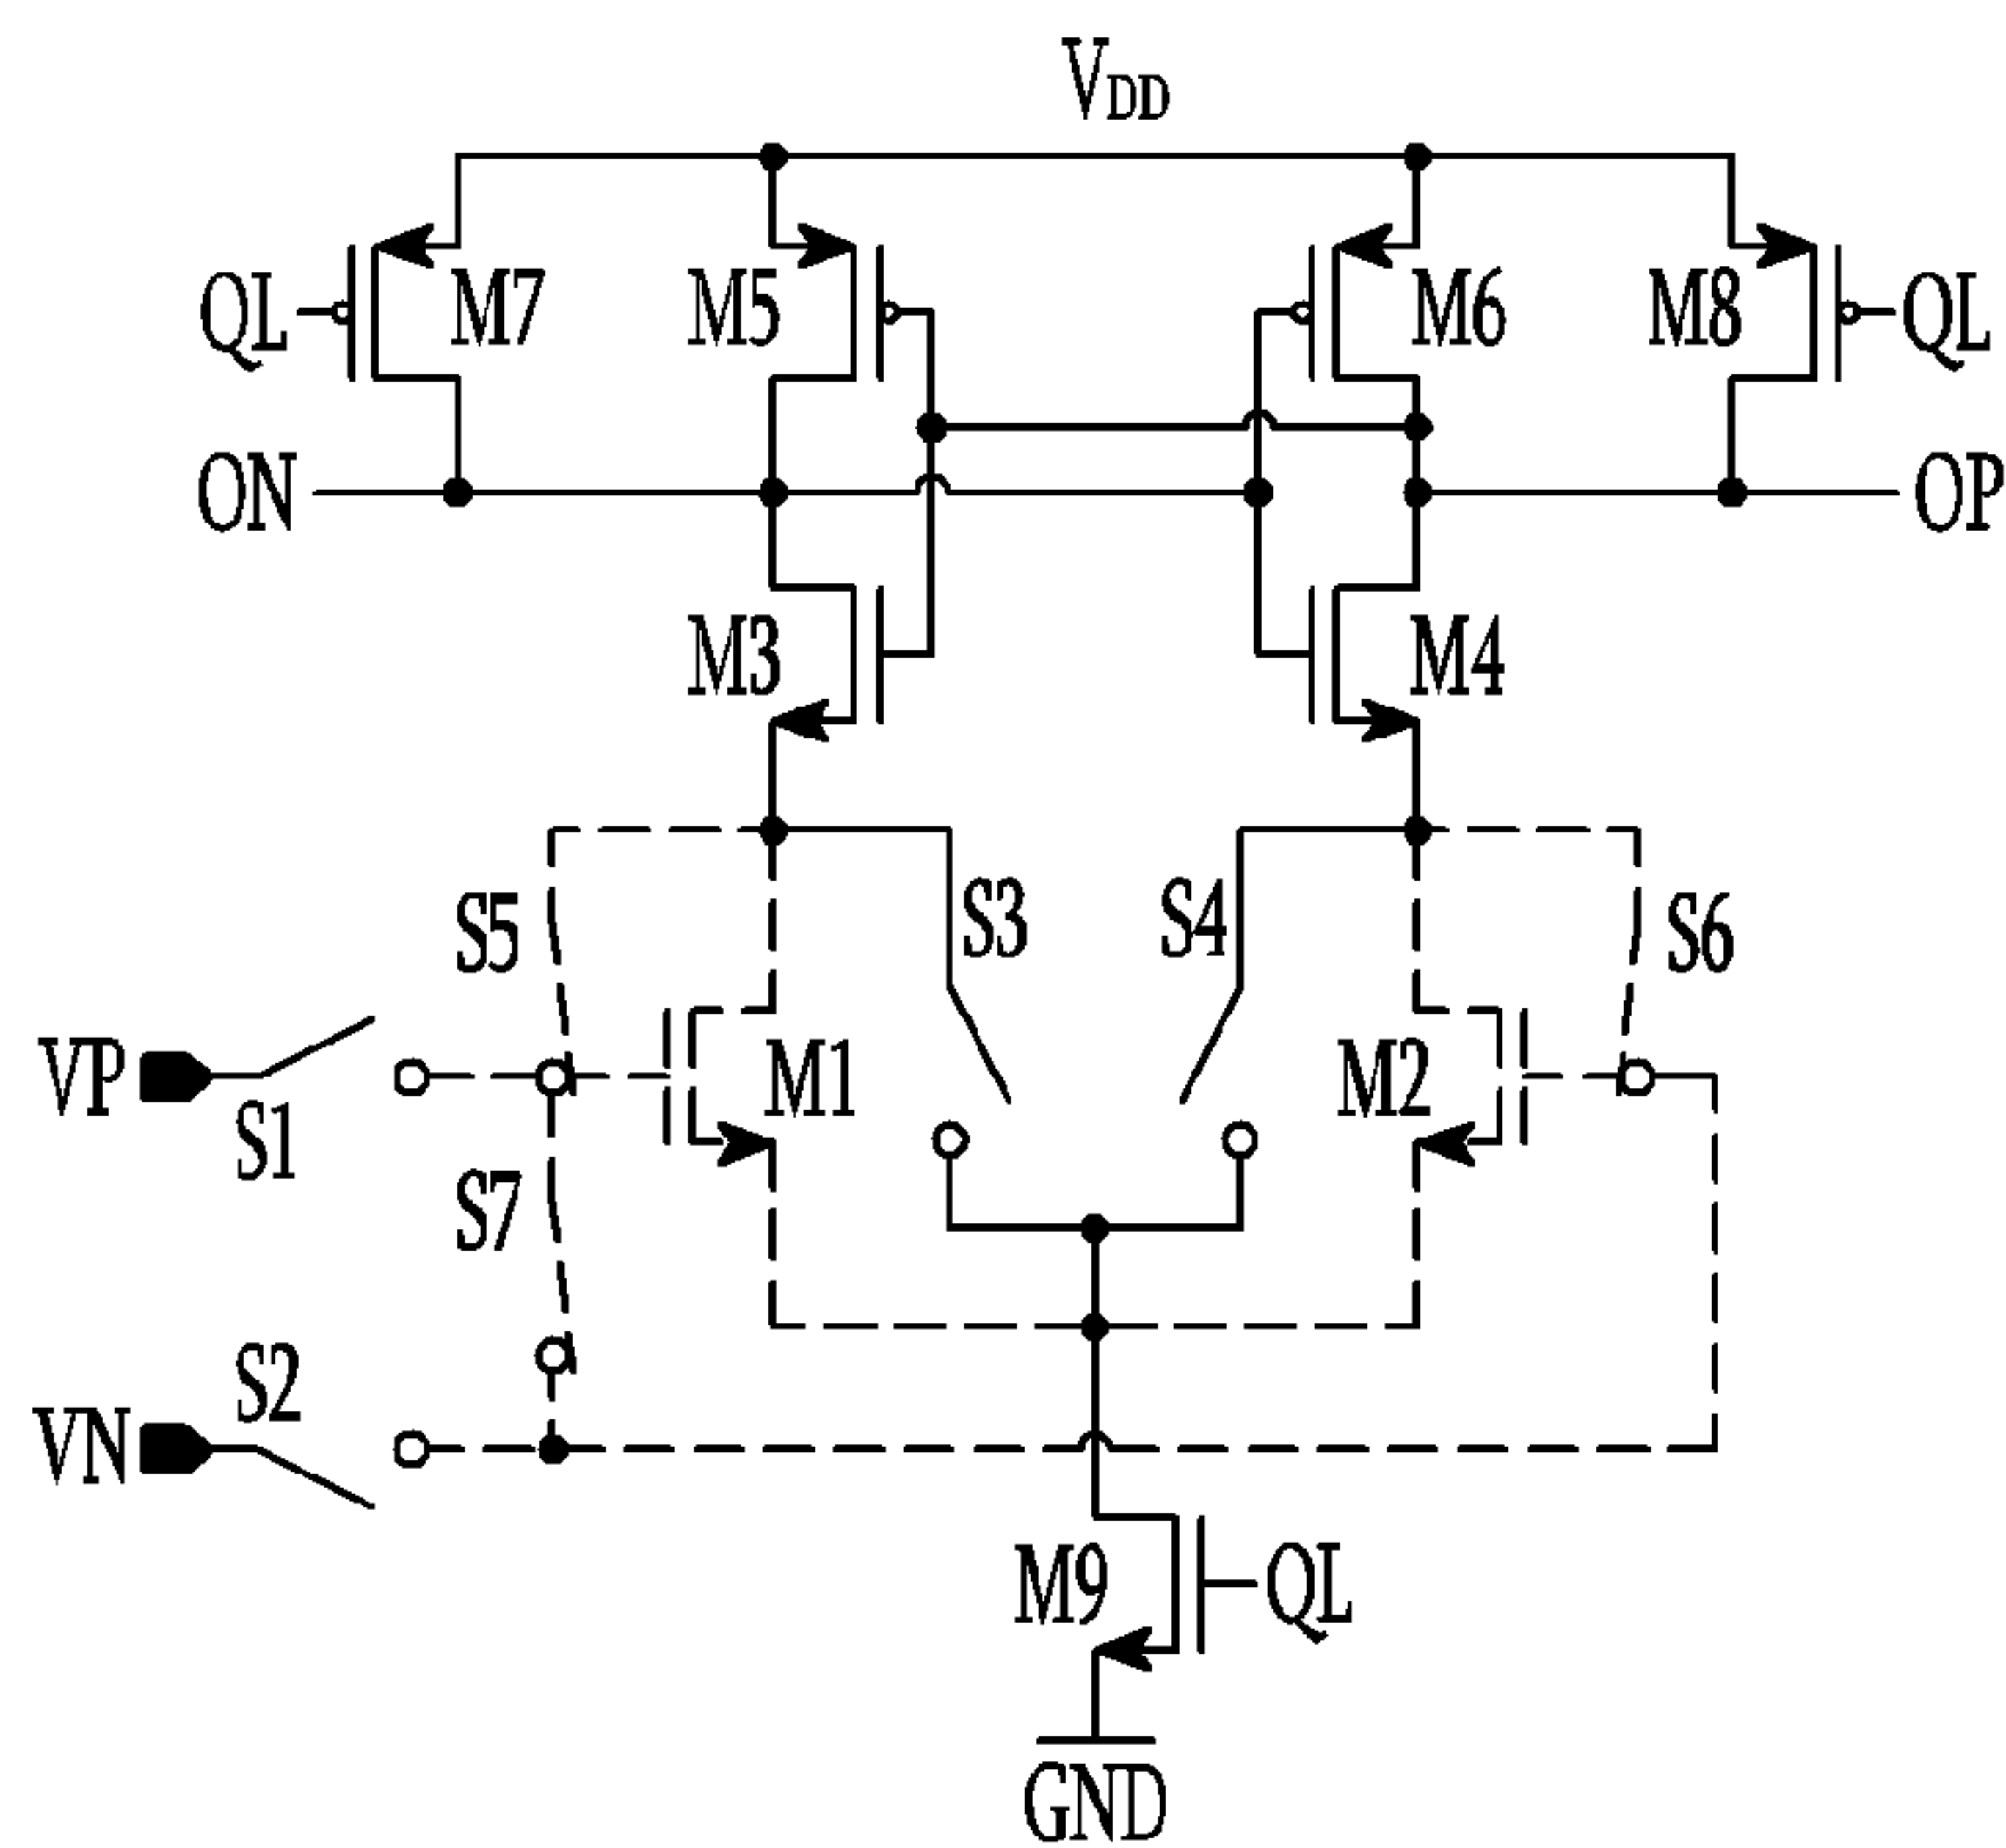 VDD
QL M7 M5 M6 M8 QL
ON OP
M3 M4
S5 S3 S4 S6
VP S1 M1 M2
S7
VN S2
M9 QL
GND